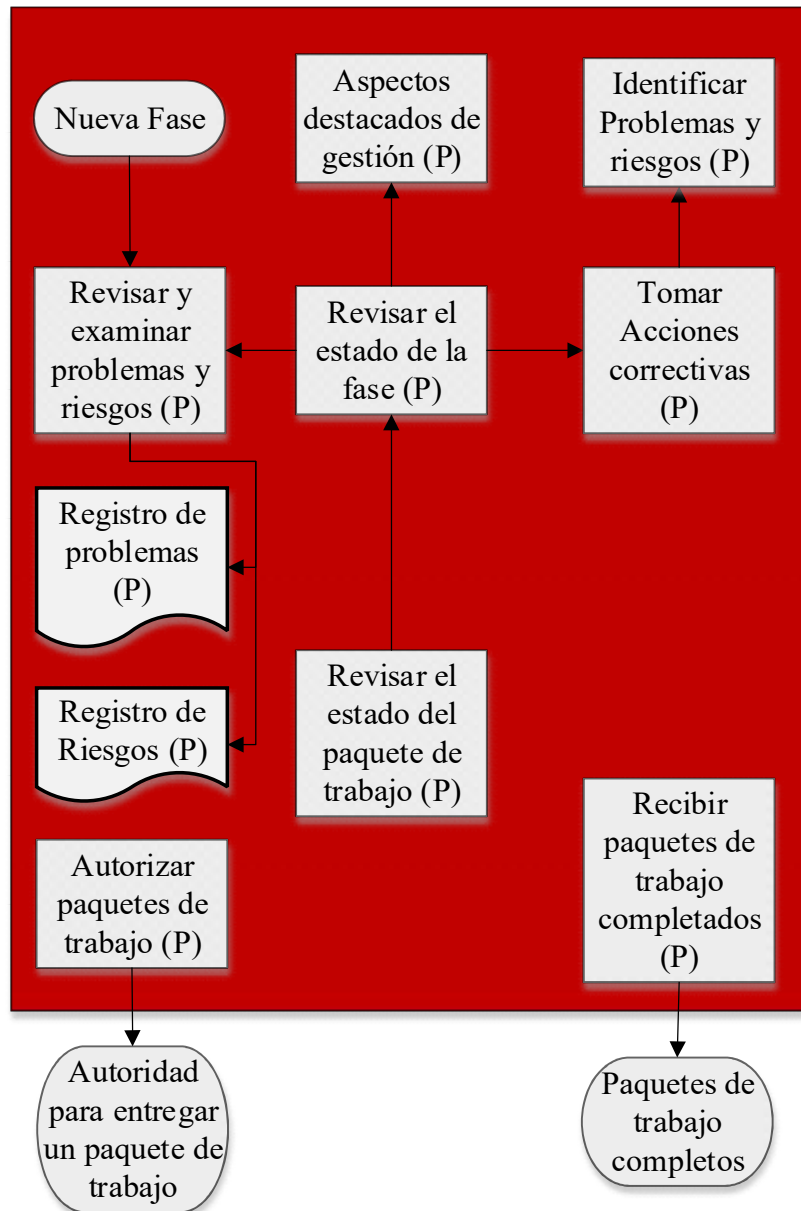 Nueva Fase
Aspectos
destacados de
gestión (P)
Identificar
Problemas y
riesgos (P)
Revisar y
examinar
problemas y
riesgos (P)
Revisar el
estado de la
fase (P)
Tomar
Acciones
correctivas
(P)
Registro de
problemas
(P)
Registro de
Riesgos (P)
Revisar el
estado del
paquete de
trabajo (P)
Autorizar
paquetes de
trabajo (P)
Recibir
paquetes de
trabajo
completados
(P)
Autoridad
para entregar
un paquete de
trabajo
Paquetes de
trabajo
completos